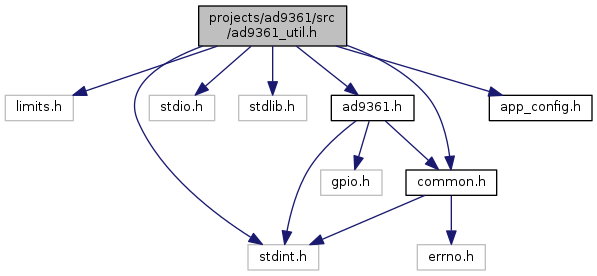 projects/ad9361/src
/ad9361_util.h
limits.h
stdio.h
stdlib.h
ad9361.h
app_config.h
gpio.h
common.h
stdint.h
errno.h